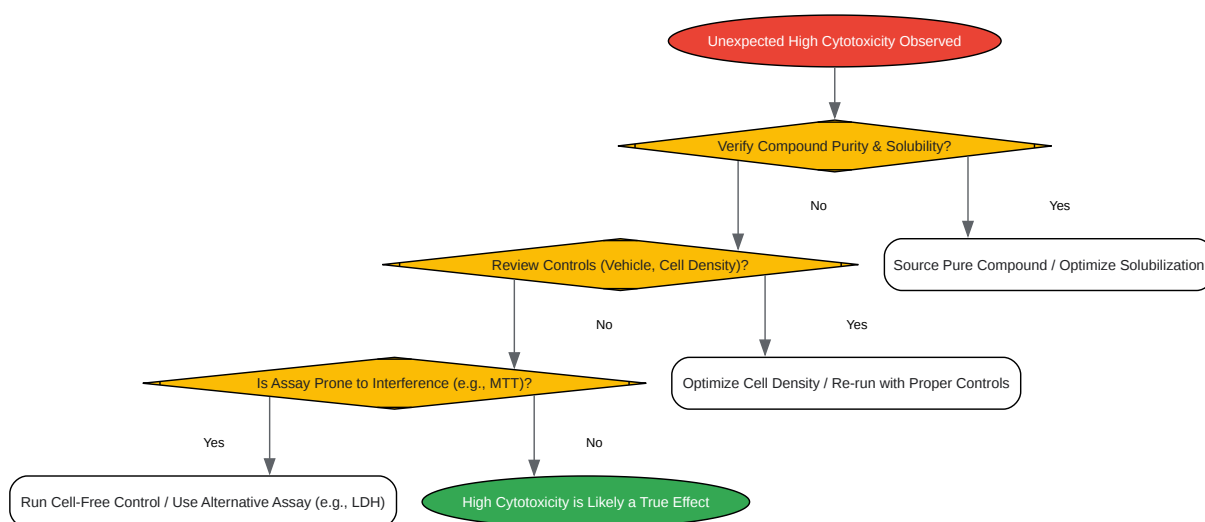 Unexpected High Cytotoxicity Observed
Verify Compound Purity & Solubility?
No
Yes
Review Controls (Vehicle, Cell Density)?
Source Pure Compound / Optimize Solubilization
No
Yes
Is Assay Prone to Interference (e.g., MTT)?
Optimize Cell Density / Re-run with Proper Controls
Yes
No
Run Cell-Free Control / Use Alternative Assay (e.g., LDH)
High Cytotoxicity is Likely a True Effect